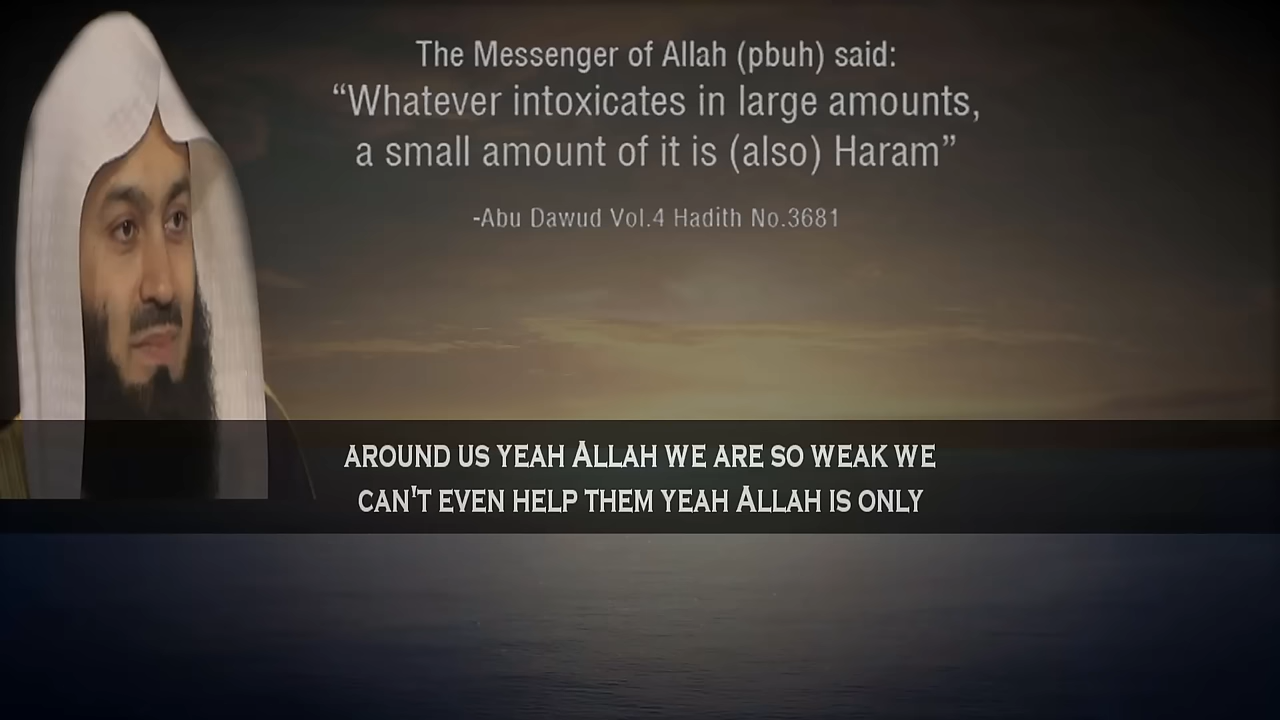 The Messenger of Allah (pbuh) said:
“Whatever intoxicates in large amounts,
a small amount of it is (also) Haram”
-Abu Dawud Vol.4 Hadith No.3681
AROUND US YEAH ALLAH WE ARE SO WEAK WE
CAN'T EVEN HELP THEM YEAH ALLAH IS ONLY